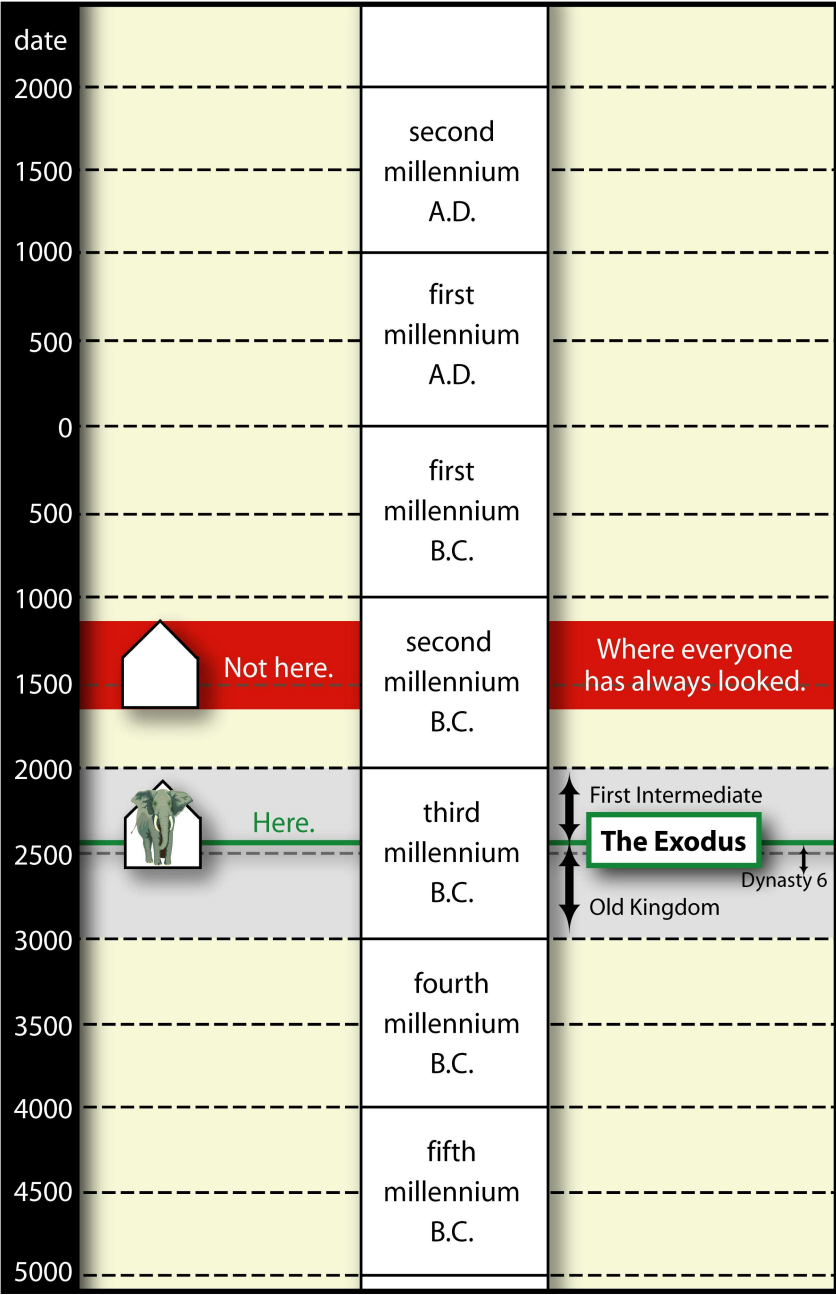 date
2000
second
millennium
A.D.
1500
1000
first
millennium
A.D.
500
0
first
millennium
B.C.
500
1000
second
millennium
B.C.
Not here.
Where everyone
has always looked.
1500
2000
third
millennium
B.C.
First Intermediate
Here.
The Exodus
2500
Dynasty 6
Old Kingdom
3000
fourth
millennium
B.C.
3500
4000
fifth
millennium
B.C.
4500
5000